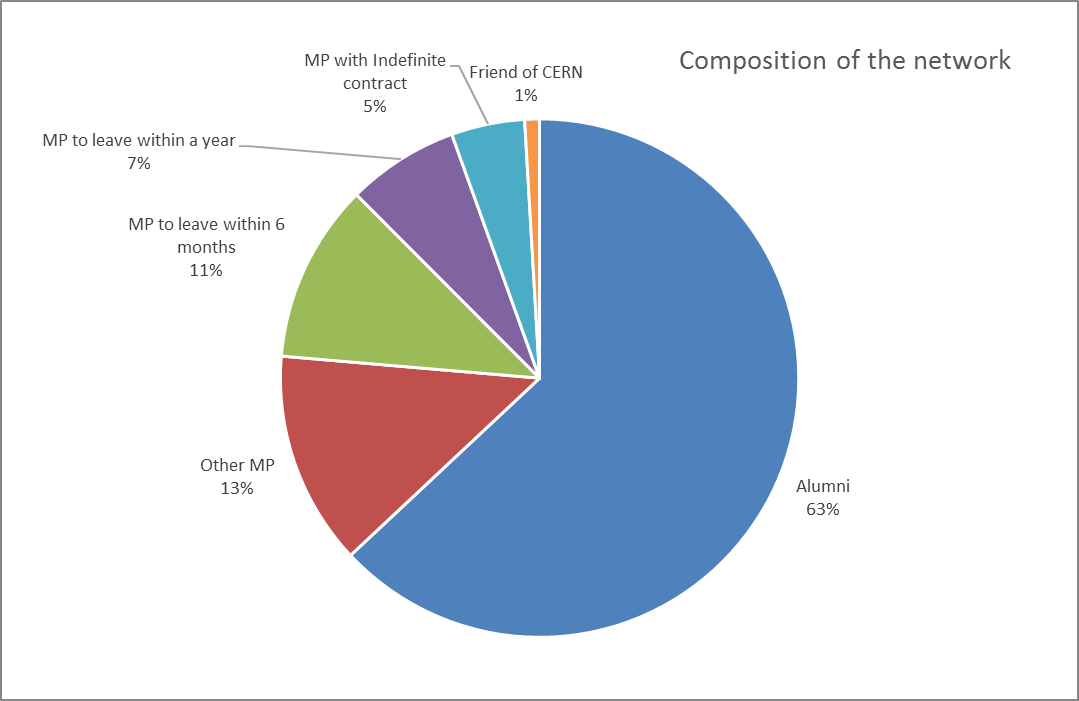 Composition of the network
MP with Indefinite
contract
5%
Friend of CERN
1%
MP to leave within a year
7%
MP to leave within 6
months
11%
Other MP
13%
Alumni
63%